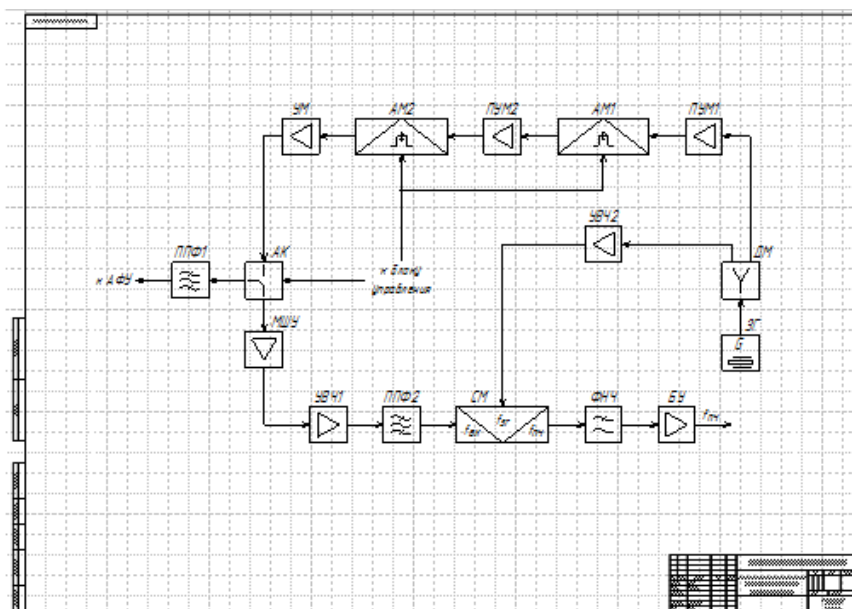 УМ
АМ2
ПУМ2
АМ1
ПУМ1
УВЧ2
ППФ1
АК
к блоку
управления
ДМ
к АФУ
МШУ
ЗГ
G
УВЧ1
ППФ2
СМ
ФНЧ
БУ
fвх
fзг
fпч
fпч